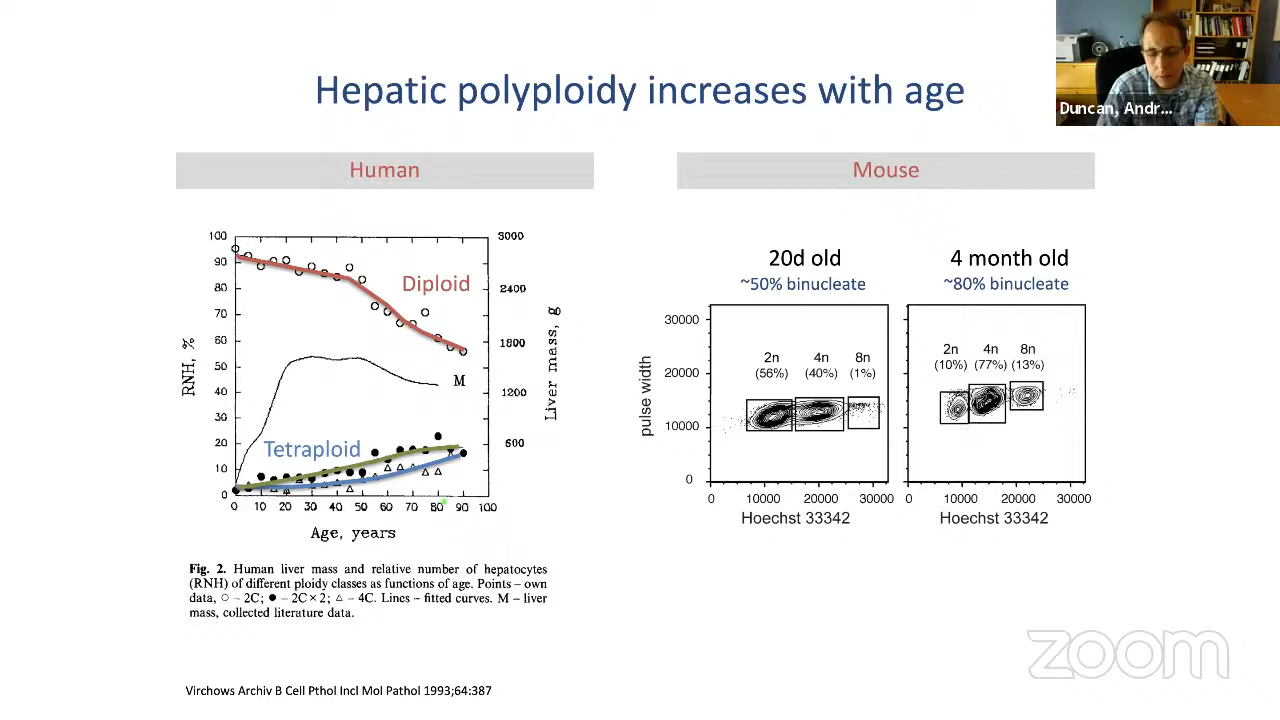 Hepatic polyploidy increases with age
Duncan, Andr...
Human
Mouse
100
90
80
70
60
50
40
30
20
10
0
RNH, %
3000
2400
1800
1200
600
Liver mass, g
Diploid
M
Tetraploid
0 10 20 30 40 50 60 70 80 90 100
Age, years
Fig. 2. Human liver mass and relative number of hepatocytes
(RNH) of different ploidy classes as functions of age. Points – own
data, ○ – 2C; ● – 2C×2; △ – 4C. Lines – fitted curves. M – liver
mass, collected literature data.
20d old
~50% binucleate
4 month old
~80% binucleate
30000
20000
10000
0
pulse width
2n 4n 8n
(56%) (40%) (1%)
2n 4n 8n
(10%) (77%) (13%)
0 10000 20000 30000
Hoechst 33342
0 10000 20000 30000
Hoechst 33342
zoom
Virchows Archiv B Cell Pthol Incl Mol Pathol 1993;64:387